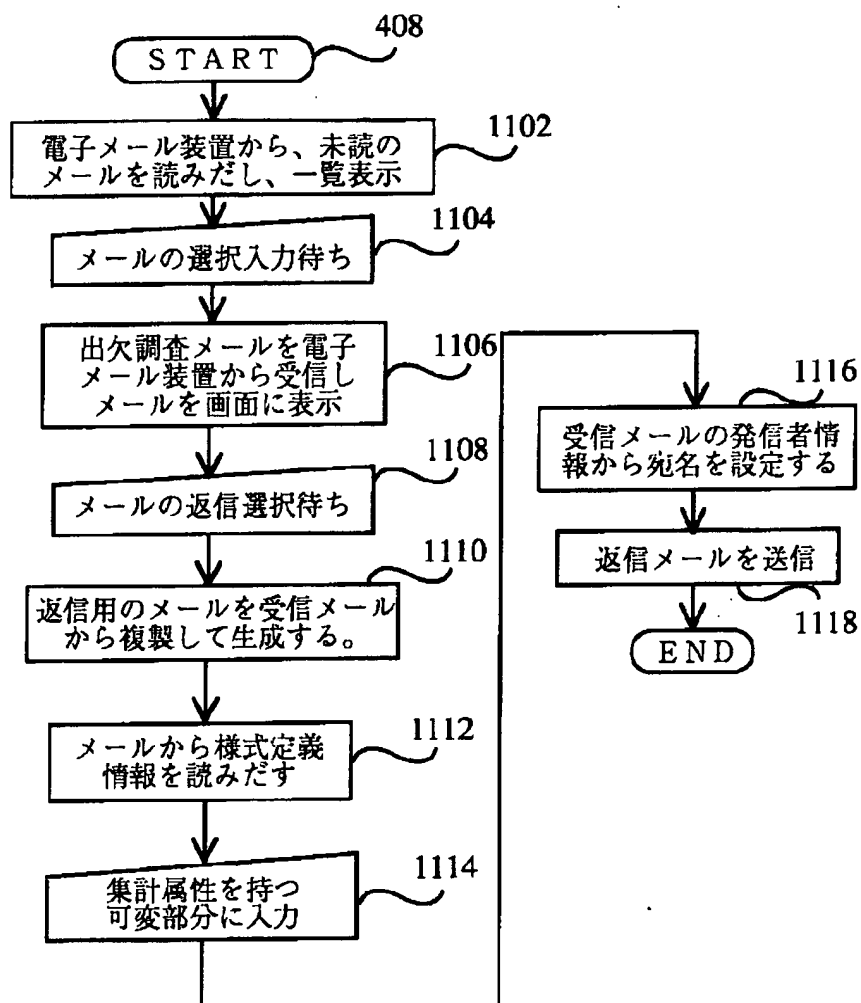 408
START
1102
電子メール装置から、未読の
メールを読みだし、一覧表示
1104
メールの選択入力待ち
1106
出欠調査メールを電子
メール装置から受信し
メールを画面に表示
1108
メールの返信選択待ち
1110
返信用のメールを受信メール
から複製して生成する。
1112
メールから様式定義
情報を読みだす
1114
集計属性を持つ
可変部分に入力
1116
受信メールの発信者情
報から宛名を設定する
返信メールを送信
1118
END